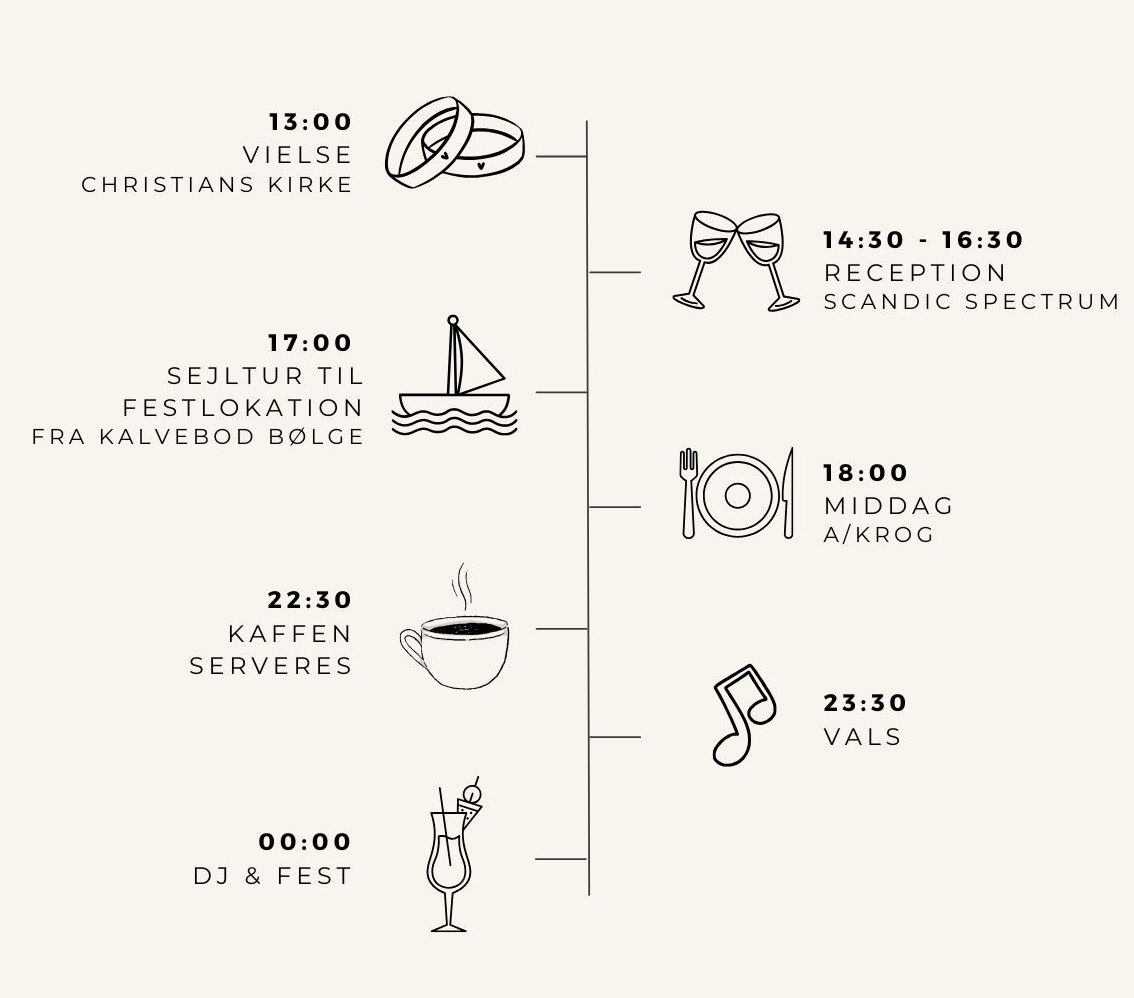 13:00
VIELSE
CHRISTIANS KIRKE
14:30 - 16:30
RECEPTION
SCANDIC SPECTRUM
17:00
SEJLTUR TIL
FESTLOKATION
FRA KALVEBOD BØLGE
18:00
MIDDAG
A/KROG
22:30
KAFFEN
SERVERES
23:30
VALS
00:00
DJ & FEST